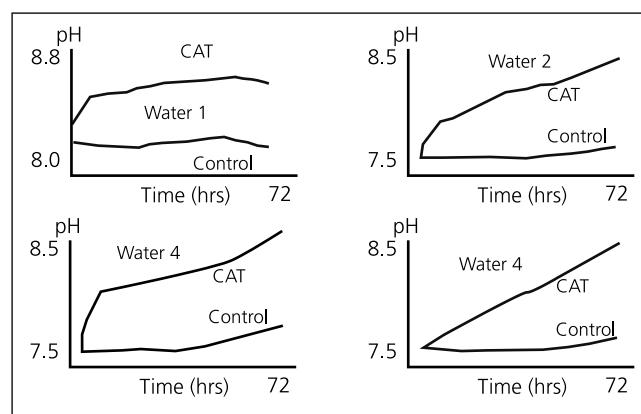 pH
8.8
CAT
Water 1
8.0
Control
Time (hrs) 72
pH
8.5
Water 2
CAT
7.5
Control
Time (hrs) 72
pH
8.5
Water 4
CAT
Control
7.5
Time (hrs) 72
pH
8.5
Water 4
CAT
Control
7.5
Time (hrs) 72